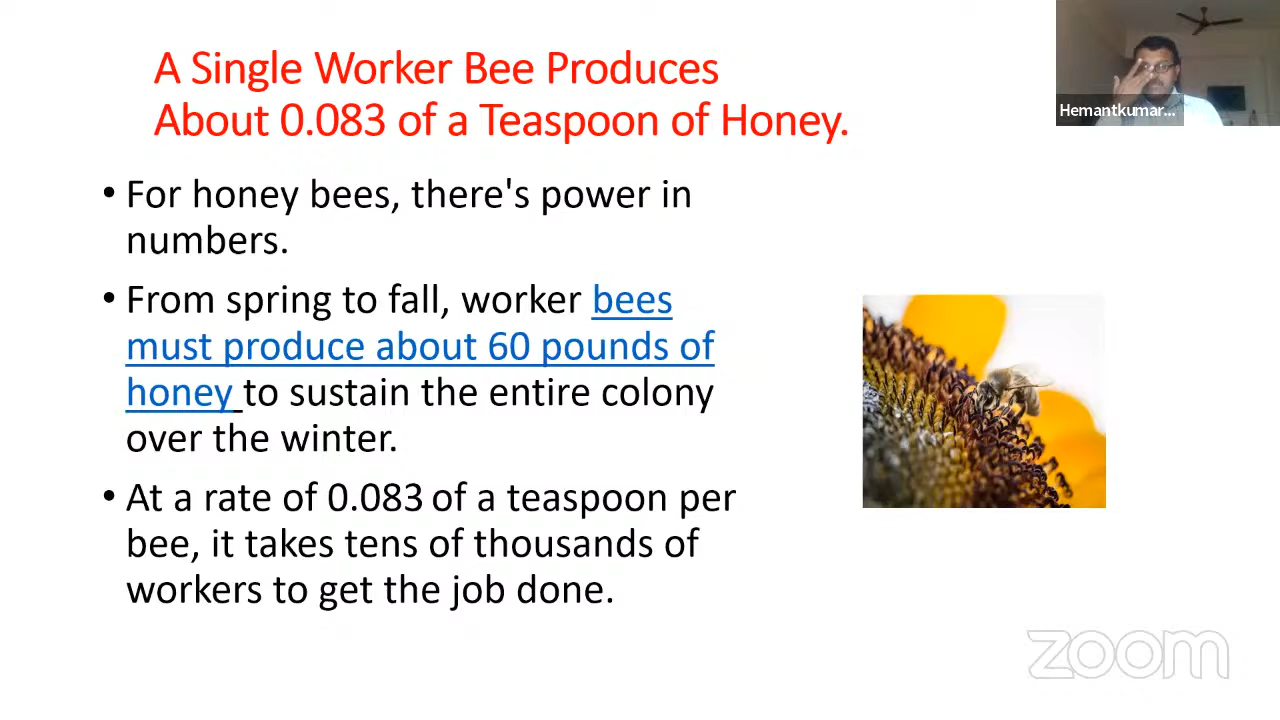 A Single Worker Bee Produces
About 0.083 of a Teaspoon of Honey.
Hemantkumar...
• For honey bees, there's power in
numbers.
• From spring to fall, worker bees
must produce about 60 pounds of
honey to sustain the entire colony
over the winter.
• At a rate of 0.083 of a teaspoon per
bee, it takes tens of thousands of
workers to get the job done.
zoom